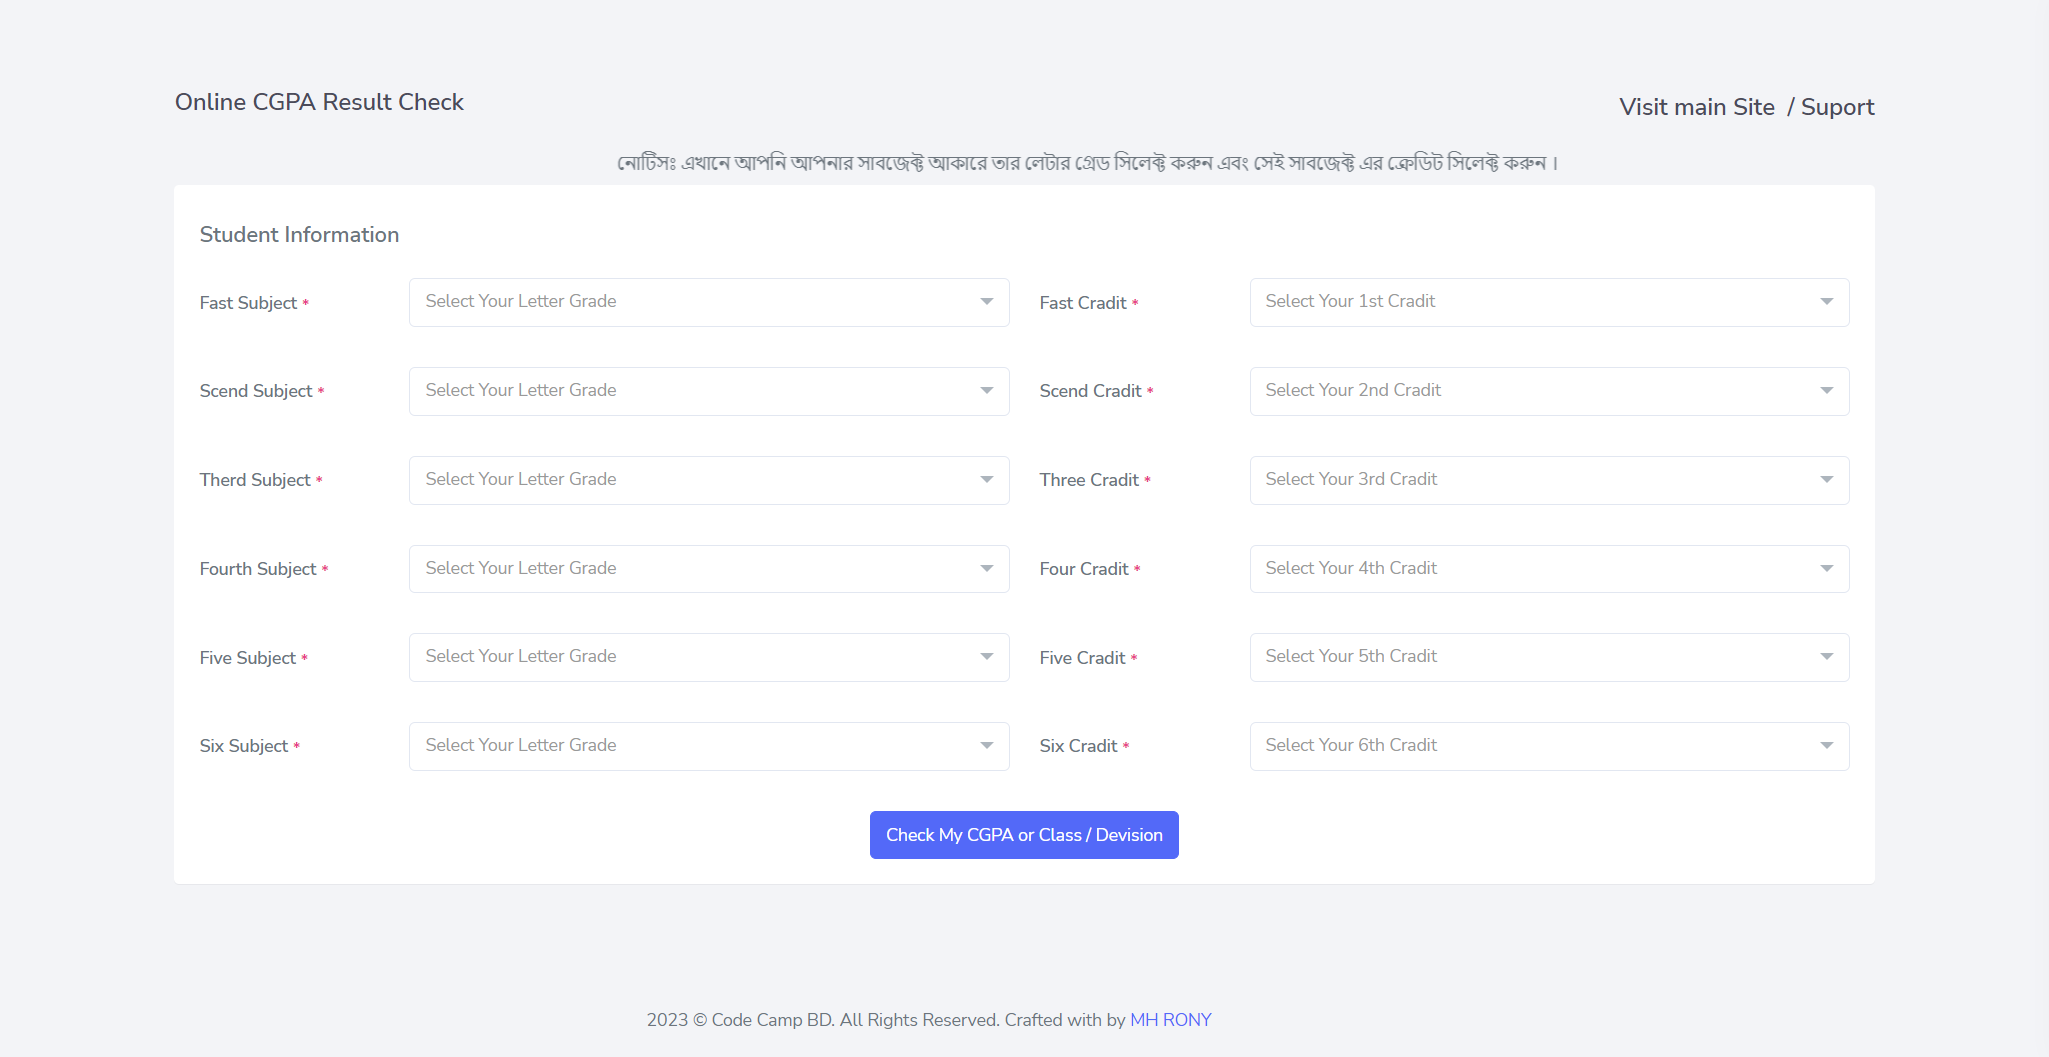 Online CGPA Result Check
Visit main Site / Suport
নোটিসঃ এখানে আপনি আপনার সাবজেক্ট আকারে তার লেটার গ্রেড সিলেক্ট করুন এবং সেই সাবজেক্ট এর ক্রেডিট সিলেক্ট করুন ।
Student Information
Fast Subject * Select Your Letter Grade Fast Cradit * Select Your 1st Cradit
Scend Subject * Select Your Letter Grade Scend Cradit * Select Your 2nd Cradit
Therd Subject * Select Your Letter Grade Three Cradit * Select Your 3rd Cradit
Fourth Subject * Select Your Letter Grade Four Cradit * Select Your 4th Cradit
Five Subject * Select Your Letter Grade Five Cradit * Select Your 5th Cradit
Six Subject * Select Your Letter Grade Six Cradit * Select Your 6th Cradit
Check My CGPA or Class / Devision
2023 © Code Camp BD. All Rights Reserved. Crafted with by MH RONY